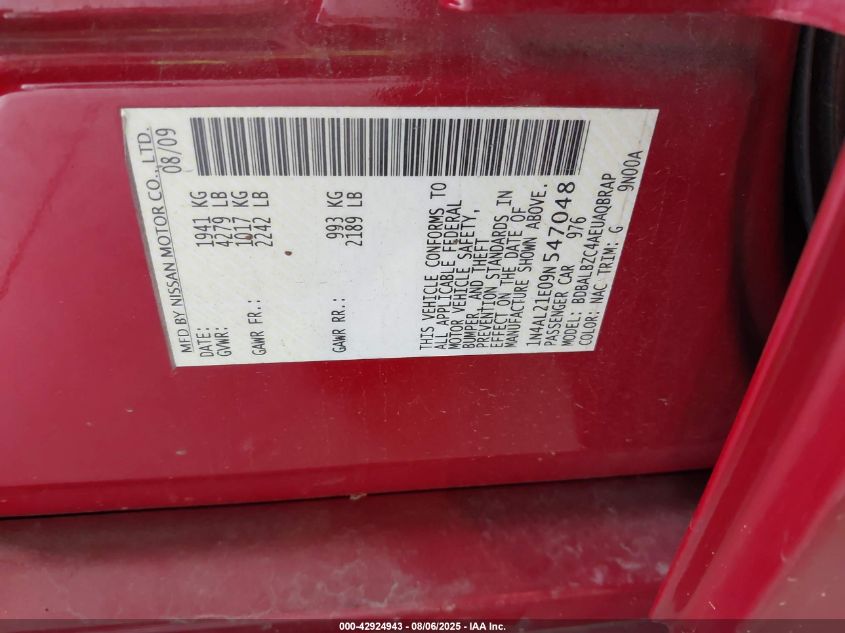 MFD BY NISSAN MOTOR CO., LTD.
DATE: 08/09
GVWR: 1941 KG
4279 LB
GAWR FR.: 1017 KG
2242 LB
GAWR RR.: 993 KG
2189 LB
THIS VEHICLE CONFORMS TO
ALL APPLICABLE FEDERAL
MOTOR VEHICLE SAFETY,
BUMPER, AND THEFT
PREVENTION STANDARDS IN
EFFECT ON THE DATE OF
MANUFACTURE SHOWN ABOVE.
1N4AL21E09N547048
PASSENGER CAR 976
MODEL: BDBALBZC4AEUAQBRAP
COLOR: NAC TRIM: G 9N00A
000-42924943 - 08/06/2025 - IAA Inc.